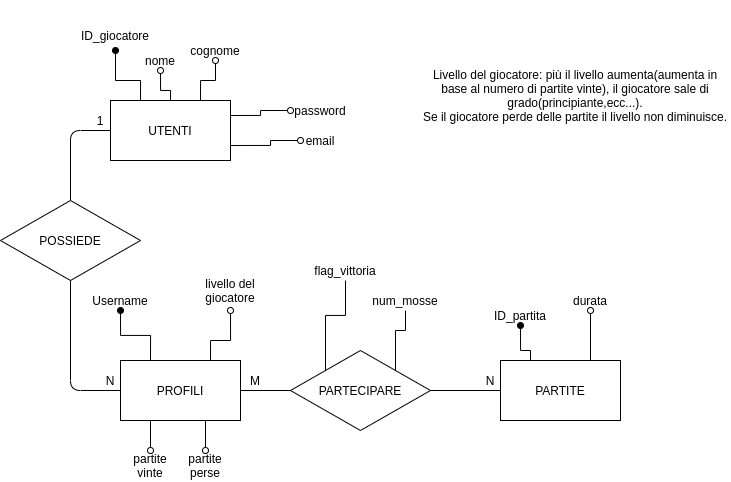 ID_giocatore
nome
cognome
password
email
1
UTENTI
Livello del giocatore: più il livello aumenta(aumenta in
base al numero di partite vinte), il giocatore sale di
grado(principiante,ecc...).
Se il giocatore perde delle partite il livello non diminuisce.
POSSIEDE
Username
livello del
giocatore
flag_vittoria
num_mosse
ID_partita
durata
N
PROFILI
M
PARTECIPARE
N
PARTITE
partite
vinte
partite
perse